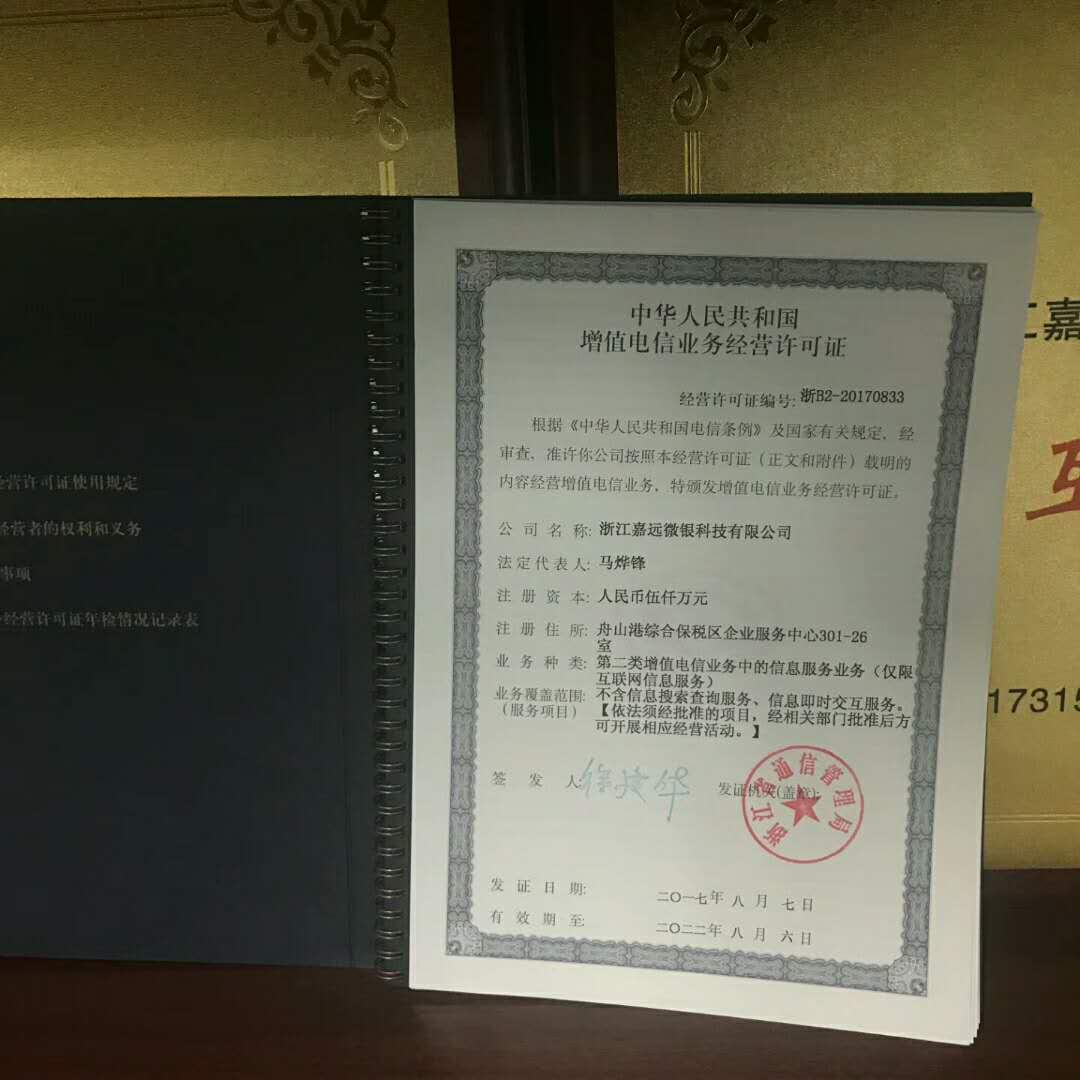 经营许可证使用规定
经营者的权利和义务
事项
经营许可证年检情况记录表
中华人民共和国
增值电信业务经营许可证
经营许可证编号:浙B2-20170833
根据《中华人民共和国电信条例》及国家有关规定，经
审查，准许你公司按照本经营许可证（正文和附件）载明的
内容经营增值电信业务，特颁发增值电信业务经营许可证。
公司名称:浙江嘉远微银科技有限公司
法定代表人:马烨锋
注册资本:人民币伍仟万元
注册住所:舟山港综合保税区企业服务中心301-26
室
业务种类:第二类增值电信业务中的信息服务业务（仅限
互联网信息服务）
业务覆盖范围:不含信息搜索查询服务、信息即时交互服务。
（服务项目）【依法须经批准的项目，经相关部门批准后方
可开展相应经营活动。】
签发人:徐建华
发证机关(盖章):
浙江省通信管理局
发证日期:二〇一七年八月七日
有效期至:二〇二二年八月六日
江嘉
互
17315